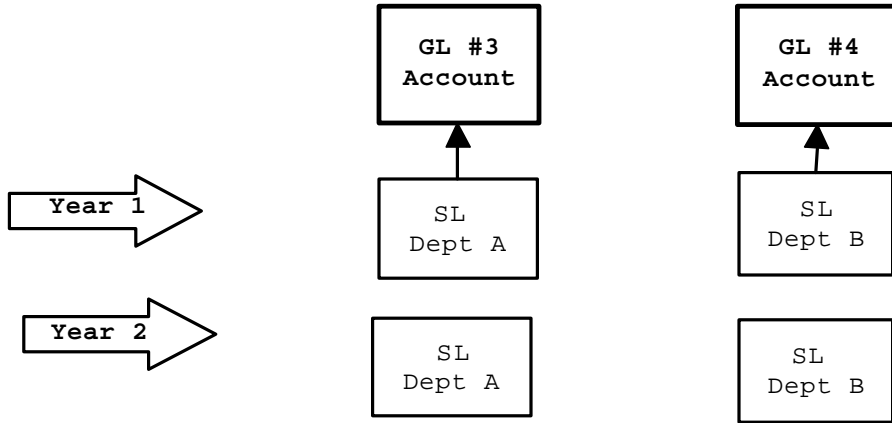 GL #3
Account
GL #4
Account
Year 1
SL
Dept A
SL
Dept B
Year 2
SL
Dept A
SL
Dept B